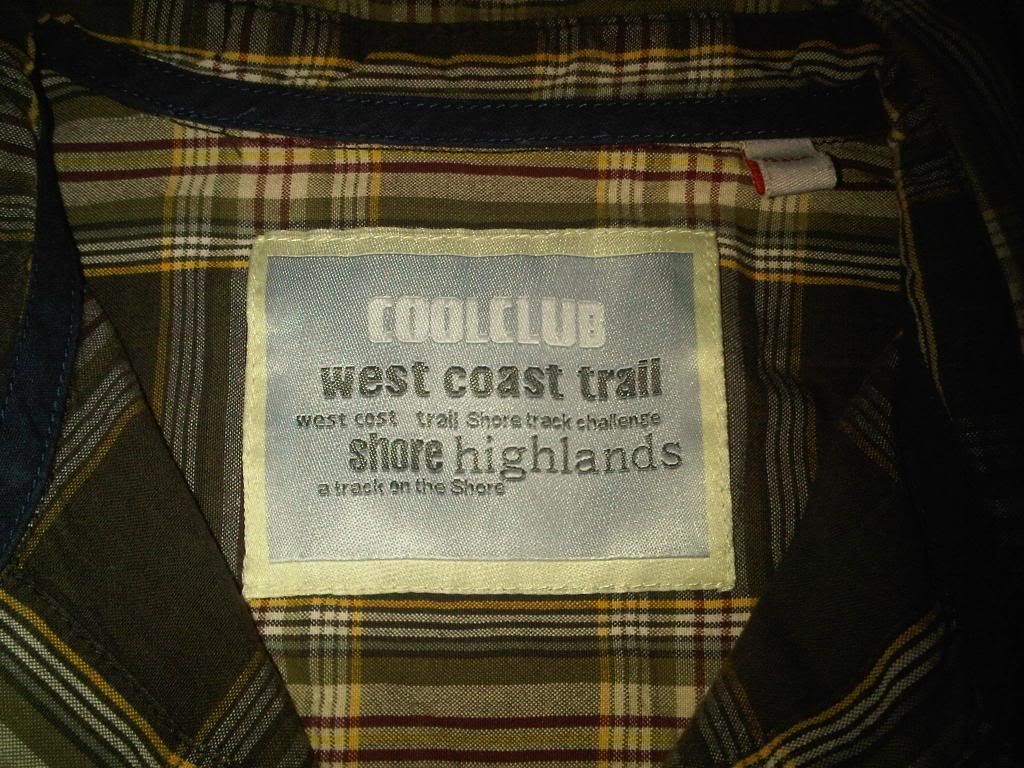 COOLCLUB
west coast trail
west cost trail Shore track challenge
shore highlands
a track on the Shore